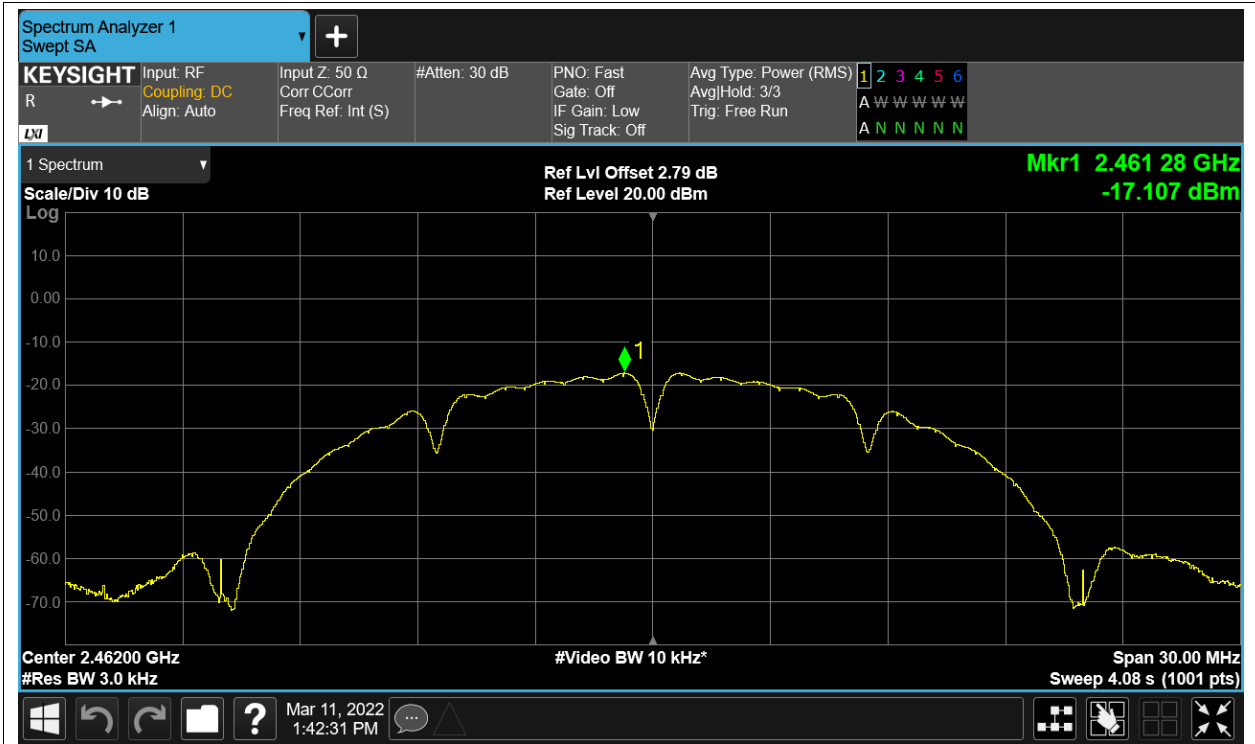 Spectrum Analyzer 1
Swept SA
KEYSIGHT
R
LXI
Input: RF
Coupling: DC
Align: Auto
Input Z: 50 Ω
Corr CCorr
Freq Ref: Int (S)
#Atten: 30 dB
PNO: Fast
Gate: Off
IF Gain: Low
Sig Track: Off
Avg Type: Power (RMS)
Avg|Hold: 3/3
Trig: Free Run
1 2 3 4 5 6
A W W W W W
A N N N N N
1 Spectrum
Scale/Div 10 dB
Log
Ref Lvl Offset 2.79 dB
Ref Level 20.00 dBm
Mkr1 2.461 28 GHz
-17.107 dBm
10.0
0.00
-10.0
1
-20.0
-30.0
-40.0
-50.0
-60.0
-70.0
Center 2.46200 GHz
#Video BW 10 kHz*
Span 30.00 MHz
#Res BW 3.0 kHz
Sweep 4.08 s (1001 pts)
?
Mar 11, 2022
1:42:31 PM